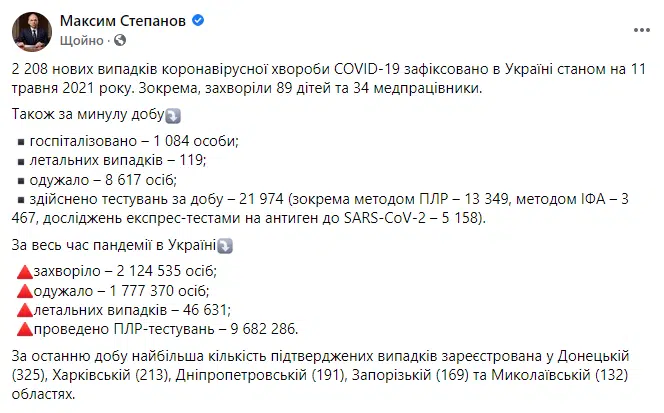 Максим Степанов
Щойно ·
2 208 нових випадків коронавірусної хвороби COVID-19 зафіксовано в Україні станом на 11
травня 2021 року. Зокрема, захворіли 89 дітей та 34 медпрацівники.
Також за минулу добу
▪госпіталізовано – 1 084 особи;
▪летальних випадків – 119;
▪одужало – 8 617 осіб;
▪здійснено тестувань за добу – 21 974 (зокрема методом ПЛР – 13 349, методом ІФА – 3
467, досліджень експрес-тестами на антиген до SARS-CoV-2 – 5 158).
За весь час пандемії в Україні
🔺захворіло – 2 124 535 осіб;
🔺одужало – 1 777 370 осіб;
🔺летальних випадків – 46 631;
🔺проведено ПЛР-тестувань – 9 682 286.
За останню добу найбільша кількість підтверджених випадків зареєстрована у Донецькій
(325), Харківській (213), Дніпропетровській (191), Запорізькій (169) та Миколаївській (132)
областях.